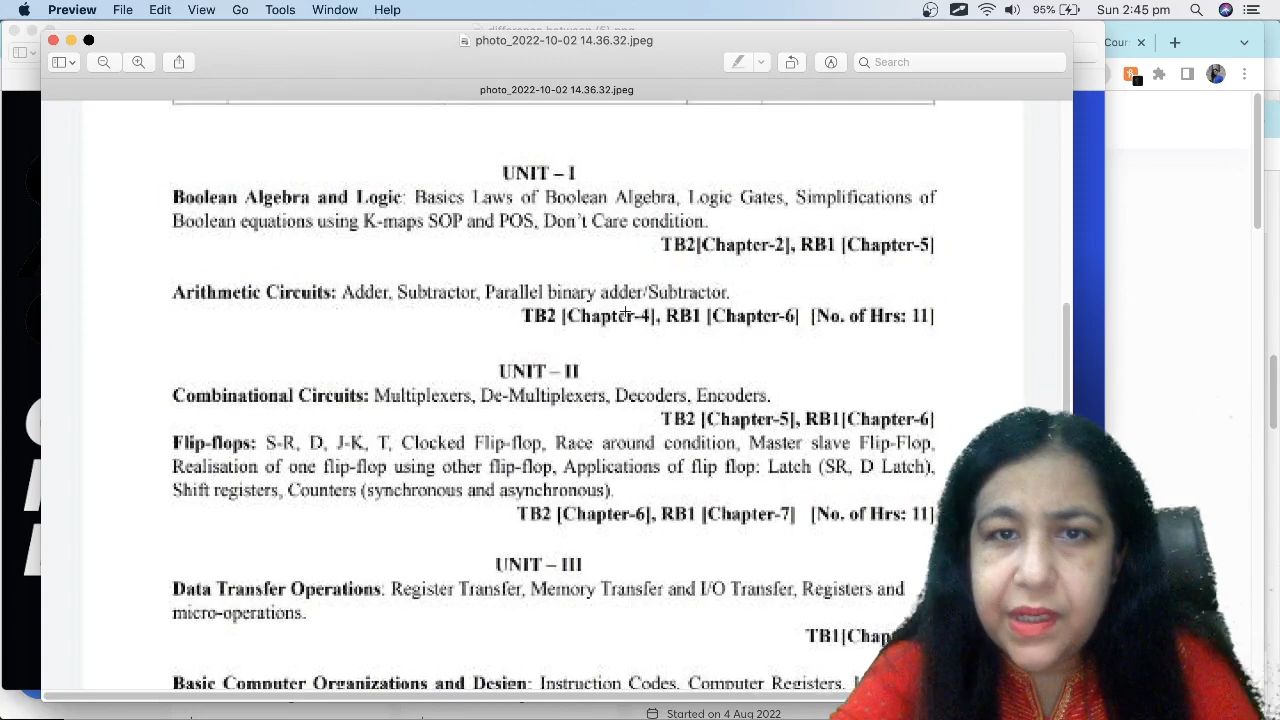 Preview File Edit View Go Tools Window Help 95% Sun 2:45 pm
photo_2022-10-02 14.36.32.jpeg
Cour
Search
photo_2022-10-02 14.36.32.jpeg
UNIT – I
Boolean Algebra and Logic: Basics Laws of Boolean Algebra, Logic Gates, Simplifications of
Boolean equations using K-maps SOP and POS, Don't Care condition.
TB2[Chapter-2], RB1 [Chapter-5]
Arithmetic Circuits: Adder, Subtractor, Parallel binary adder/Subtractor.
TB2 [Chapter-4], RB1 [Chapter-6] [No. of Hrs: 11]
UNIT – II
Combinational Circuits: Multiplexers, De-Multiplexers, Decoders, Encoders.
TB2 [Chapter-5], RB1[Chapter-6]
Flip-flops: S-R, D, J-K, T, Clocked Flip-flop, Race around condition, Master slave Flip-Flop,
Realisation of one flip-flop using other flip-flop, Applications of flip flop: Latch (SR, D Latch),
Shift registers, Counters (synchronous and asynchronous).
TB2 [Chapter-6], RB1 [Chapter-7] [No. of Hrs: 11]
UNIT – III
Data Transfer Operations: Register Transfer, Memory Transfer and I/O Transfer, Registers and
micro-operations.
TB1[Chap
Basic Computer Organizations and Design: Instruction Codes, Computer Registers,
Started on 4 Aug 2022